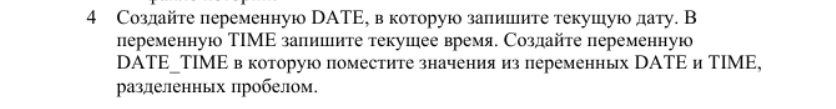 4 Создайте переменную DATE, в которую запишите текущую дату. В
переменную TIME запишите текущее время. Создайте переменную
DATE_TIME в которую поместите значения из переменных DATE и TIME,
разделенных пробелом.